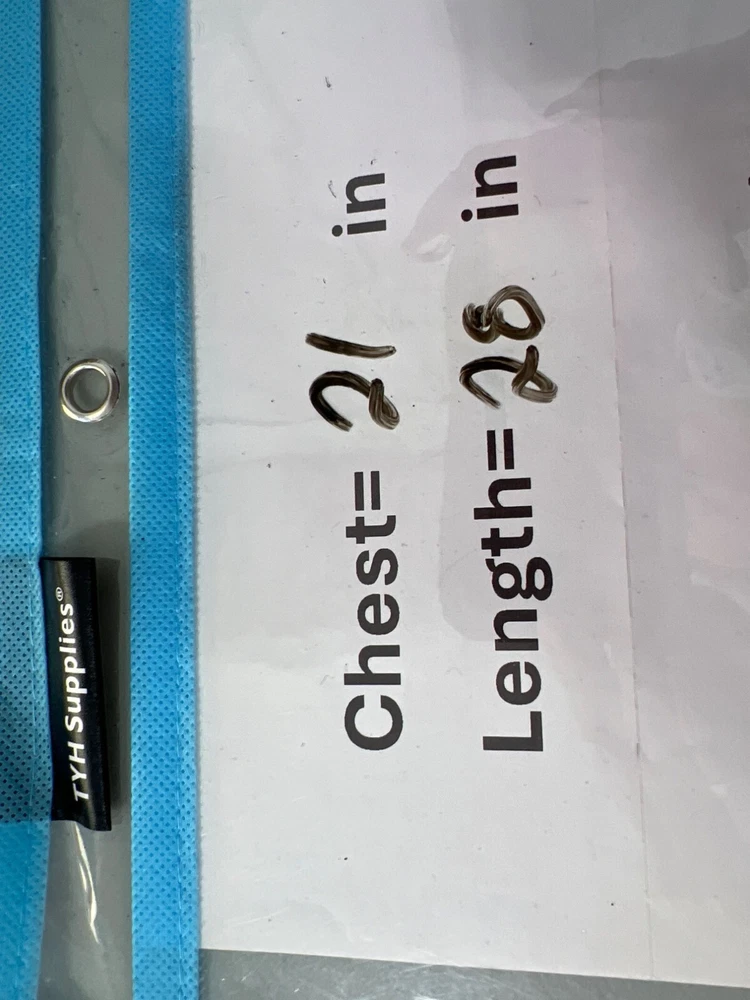 TYH Supplies®
Chest= 21 in
Length= 28 in